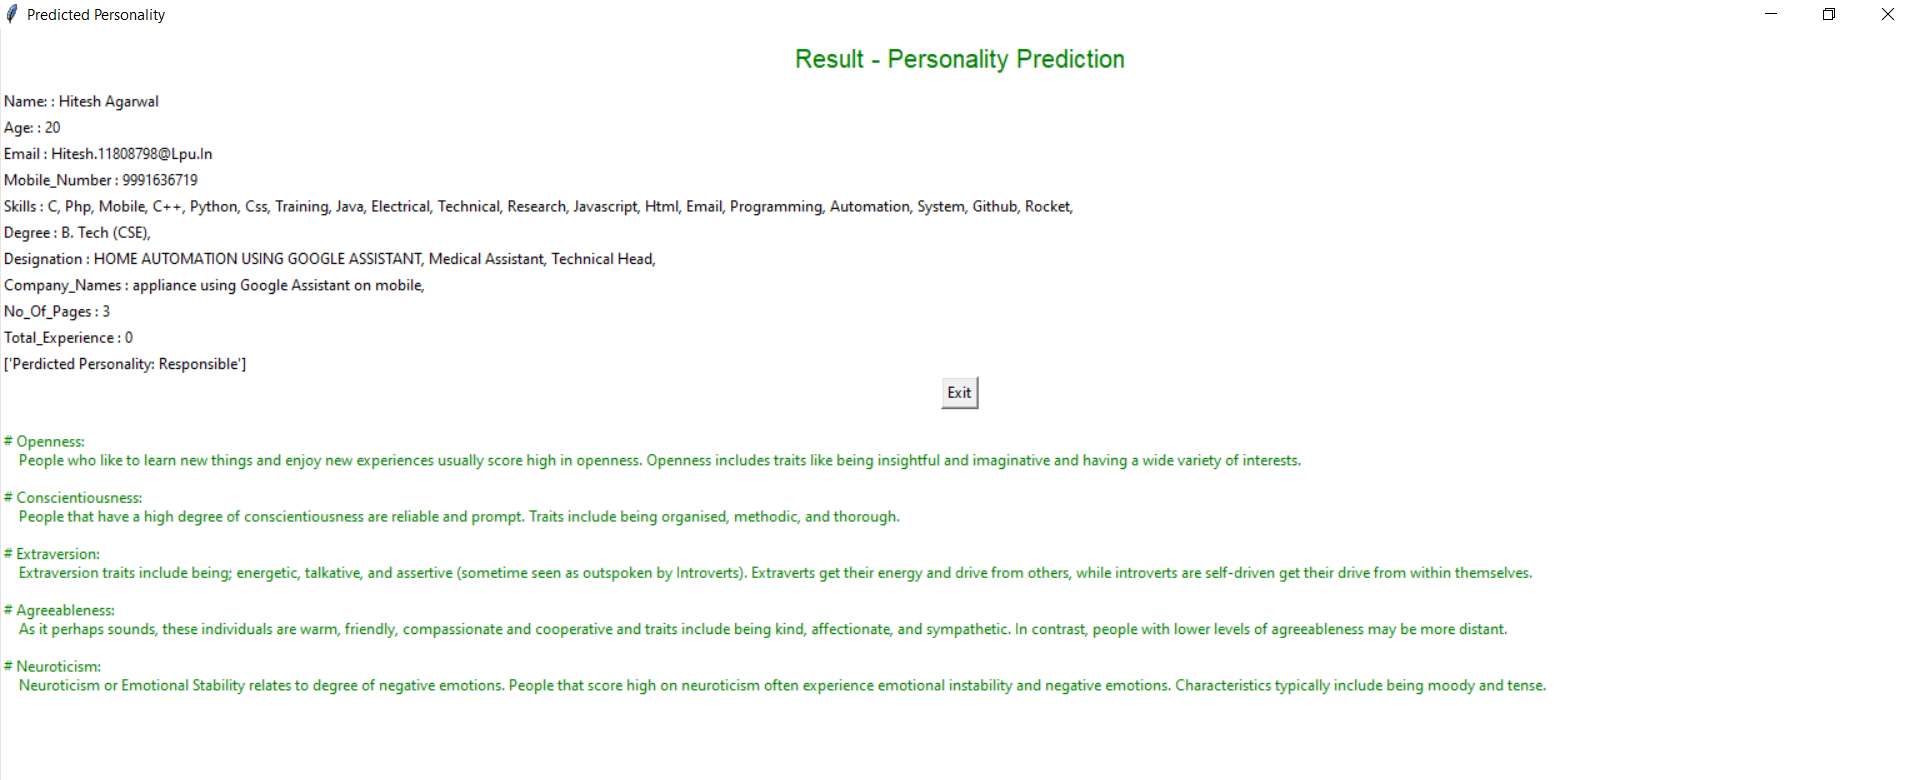 Predicted Personality
Result - Personality Prediction
Name: : Hitesh Agarwal
Age: : 20
Email : Hitesh.11808798@Lpu.In
Mobile_Number : 9991636719
Skills : C, Php, Mobile, C++, Python, Css, Training, Java, Electrical, Technical, Research, Javascript, Html, Email, Programming, Automation, System, Github, Rocket,
Degree : B. Tech (CSE),
Designation : HOME AUTOMATION USING GOOGLE ASSISTANT, Medical Assistant, Technical Head,
Company_Names : appliance using Google Assistant on mobile,
No_Of_Pages : 3
Total_Experience : 0
['Perdicted Personality: Responsible']
Exit
# Openness:
People who like to learn new things and enjoy new experiences usually score high in openness. Openness includes traits like being insightful and imaginative and having a wide variety of interests.
# Conscientiousness:
People that have a high degree of conscientiousness are reliable and prompt. Traits include being organised, methodic, and thorough.
# Extraversion:
Extraversion traits include being; energetic, talkative, and assertive (sometime seen as outspoken by Introverts). Extraverts get their energy and drive from others, while introverts are self-driven get their drive from within themselves.
# Agreeableness:
As it perhaps sounds, these individuals are warm, friendly, compassionate and cooperative and traits include being kind, affectionate, and sympathetic. In contrast, people with lower levels of agreeableness may be more distant.
# Neuroticism:
Neuroticism or Emotional Stability relates to degree of negative emotions. People that score high on neuroticism often experience emotional instability and negative emotions. Characteristics typically include being moody and tense.